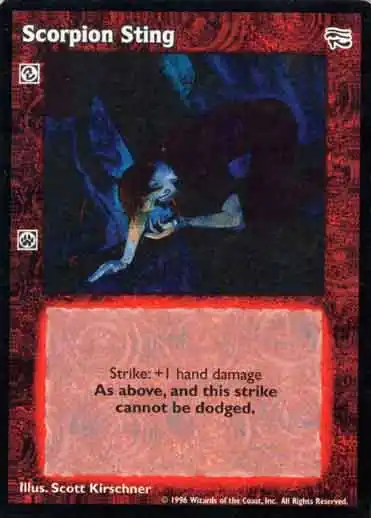 Scorpion Sting
Strike: +1 hand damage
As above, and this strike
cannot be dodged.
Illus. Scott Kirschner
© 1996 Wizards of the Coast, Inc. All Rights Reserved.